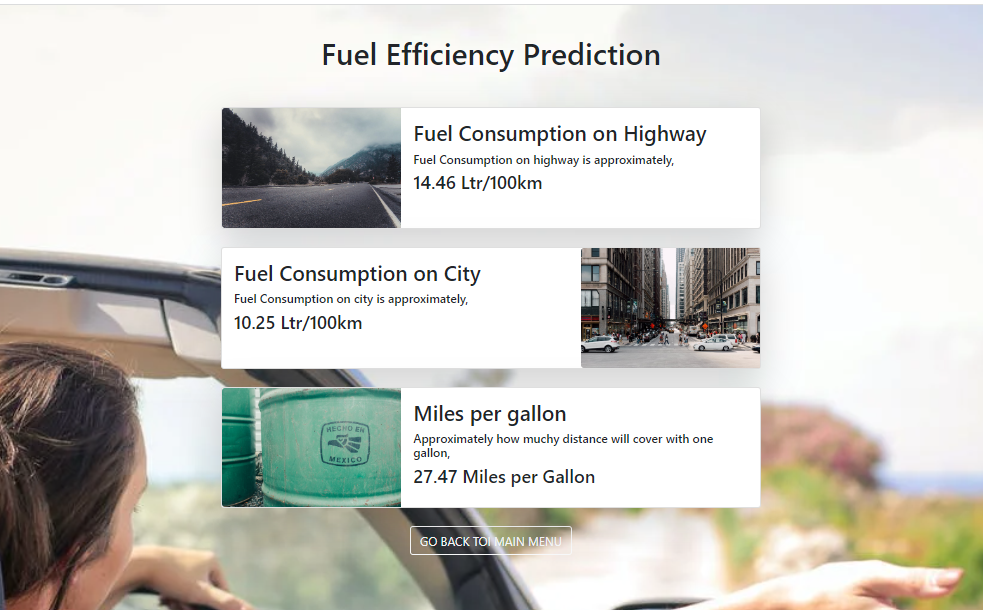 Fuel Efficiency Prediction
Fuel Consumption on Highway
Fuel Consumption on highway is approximately,
14.46 Ltr/100km
Fuel Consumption on City
Fuel Consumption on city is approximately,
10.25 Ltr/100km
HECHO EN
MEXICO
Miles per gallon
Approximately how muchy distance will cover with one
gallon,
27.47 Miles per Gallon
GO BACK TOI MAIN MENU